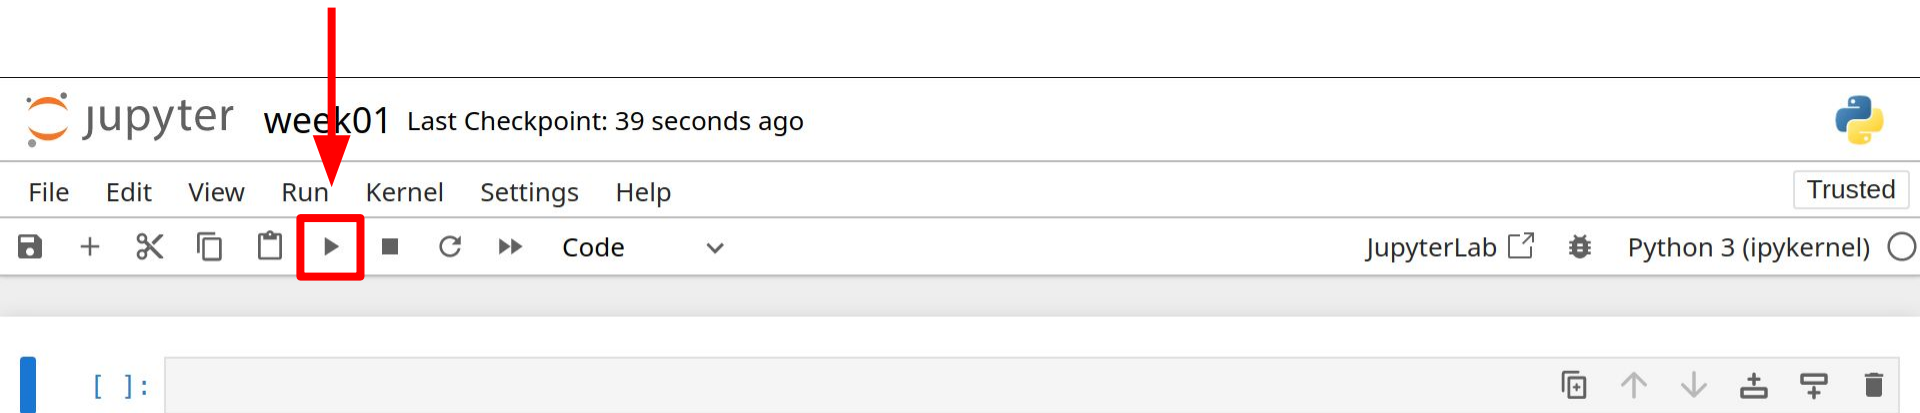 jupyter week01 Last Checkpoint: 39 seconds ago
File Edit View Run Kernel Settings Help Trusted
Code JupyterLab Python 3 (ipykernel)
[ ]: